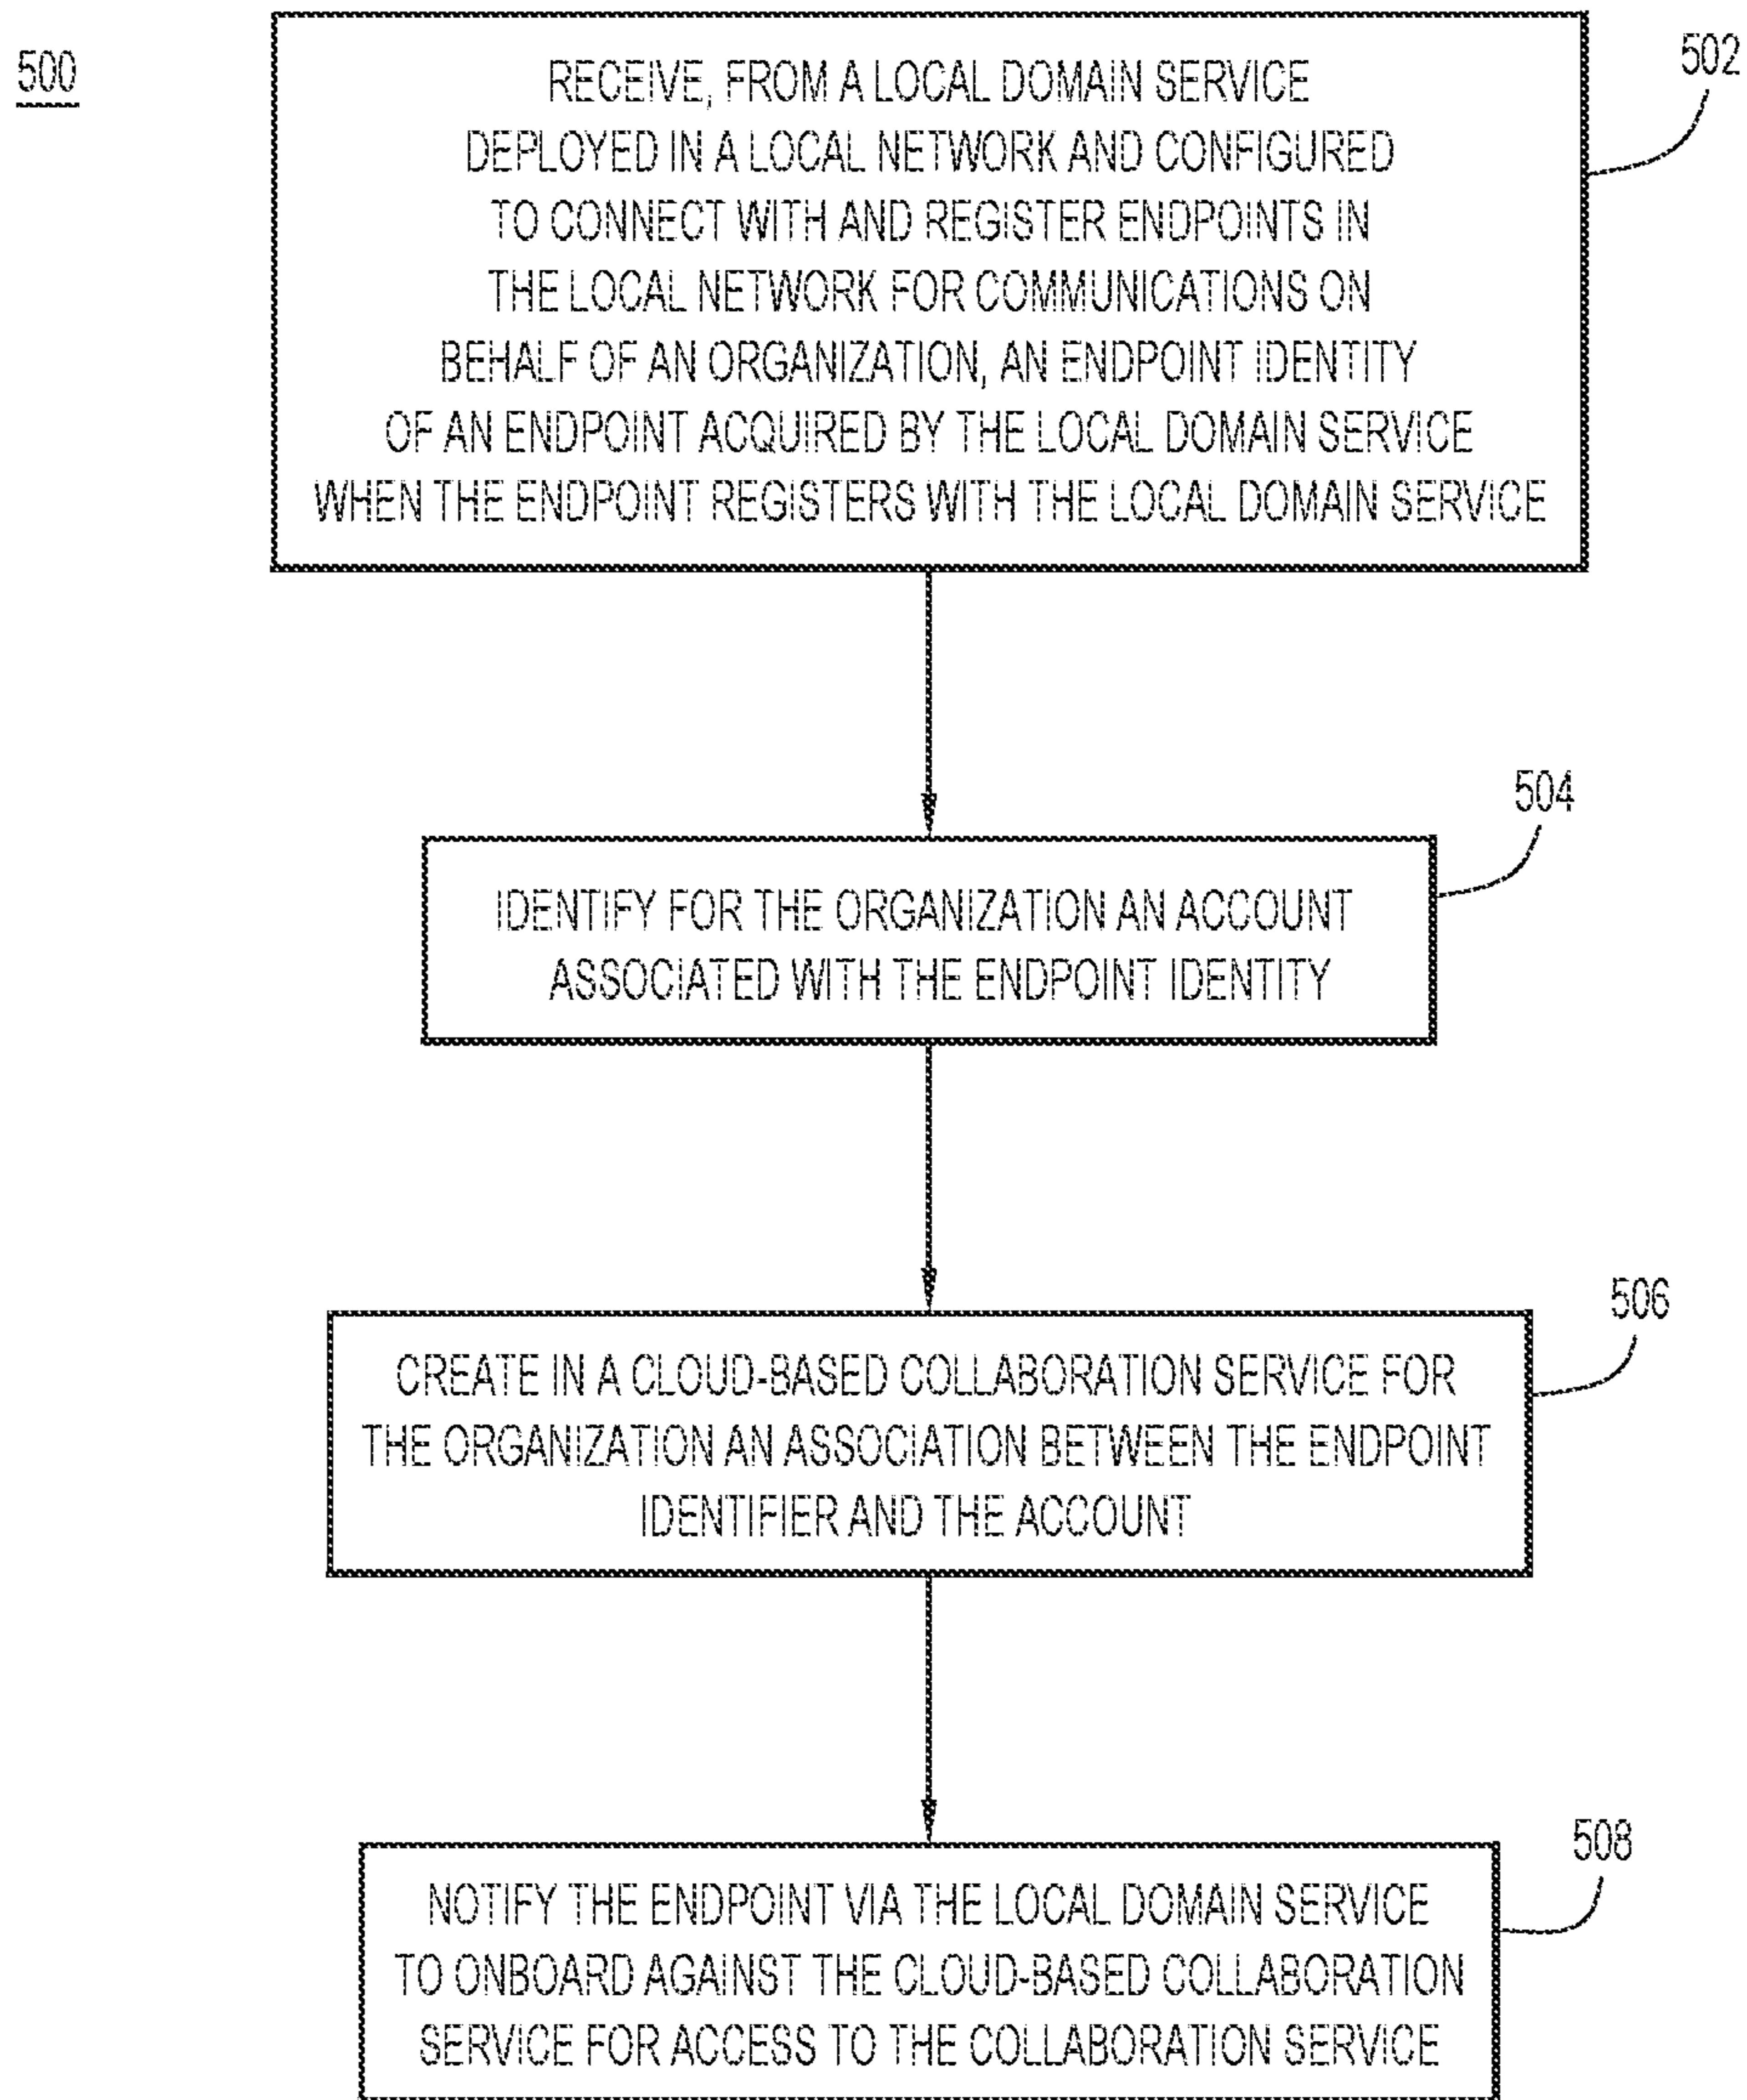 500
502
RECEIVE, FROM A LOCAL DOMAIN SERVICE
DEPLOYED IN A LOCAL NETWORK AND CONFIGURED
TO CONNECT WITH AND REGISTER ENDPOINTS IN
THE LOCAL NETWORK FOR COMMUNICATIONS ON
BEHALF OF AN ORGANIZATION, AN ENDPOINT IDENTITY
OF AN ENDPOINT ACQUIRED BY THE LOCAL DOMAIN SERVICE
WHEN THE ENDPOINT REGISTERS WITH THE LOCAL DOMAIN SERVICE
504
IDENTIFY FOR THE ORGANIZATION AN ACCOUNT
ASSOCIATED WITH THE ENDPOINT IDENTITY
506
CREATE IN A CLOUD-BASED COLLABORATION SERVICE FOR
THE ORGANIZATION AN ASSOCIATION BETWEEN THE ENDPOINT
IDENTIFIER AND THE ACCOUNT
508
NOTIFY THE ENDPOINT VIA THE LOCAL DOMAIN SERVICE
TO ONBOARD AGAINST THE CLOUD-BASED COLLABORATION
SERVICE FOR ACCESS TO THE COLLABORATION SERVICE